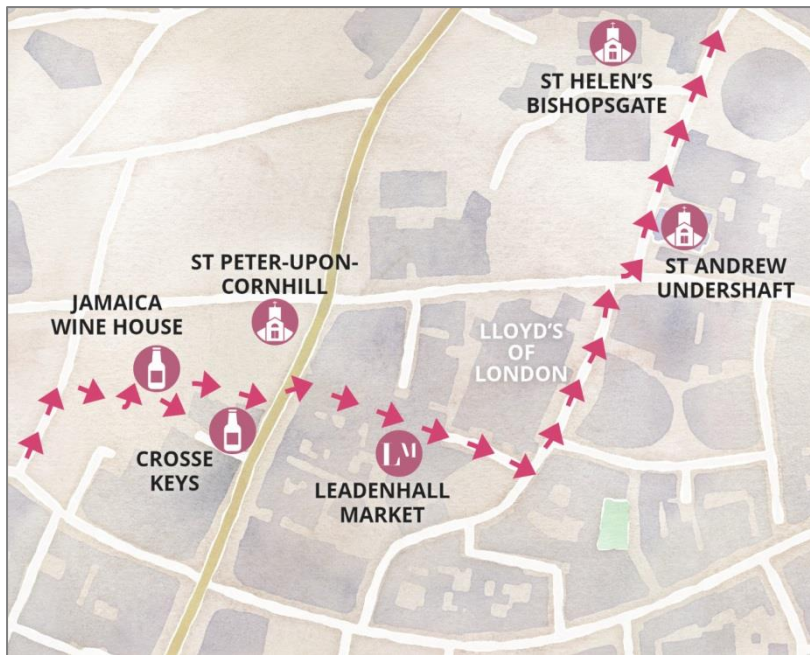 ST HELEN'S
BISHOPSGATE
ST ANDREW
UNDERSHAFT
ST PETER-UPON-
CORNHILL
JAMAICA
WINE HOUSE
LLOYD'S
OF
LONDON
CROSSE
KEYS
LM
LEADENHALL
MARKET